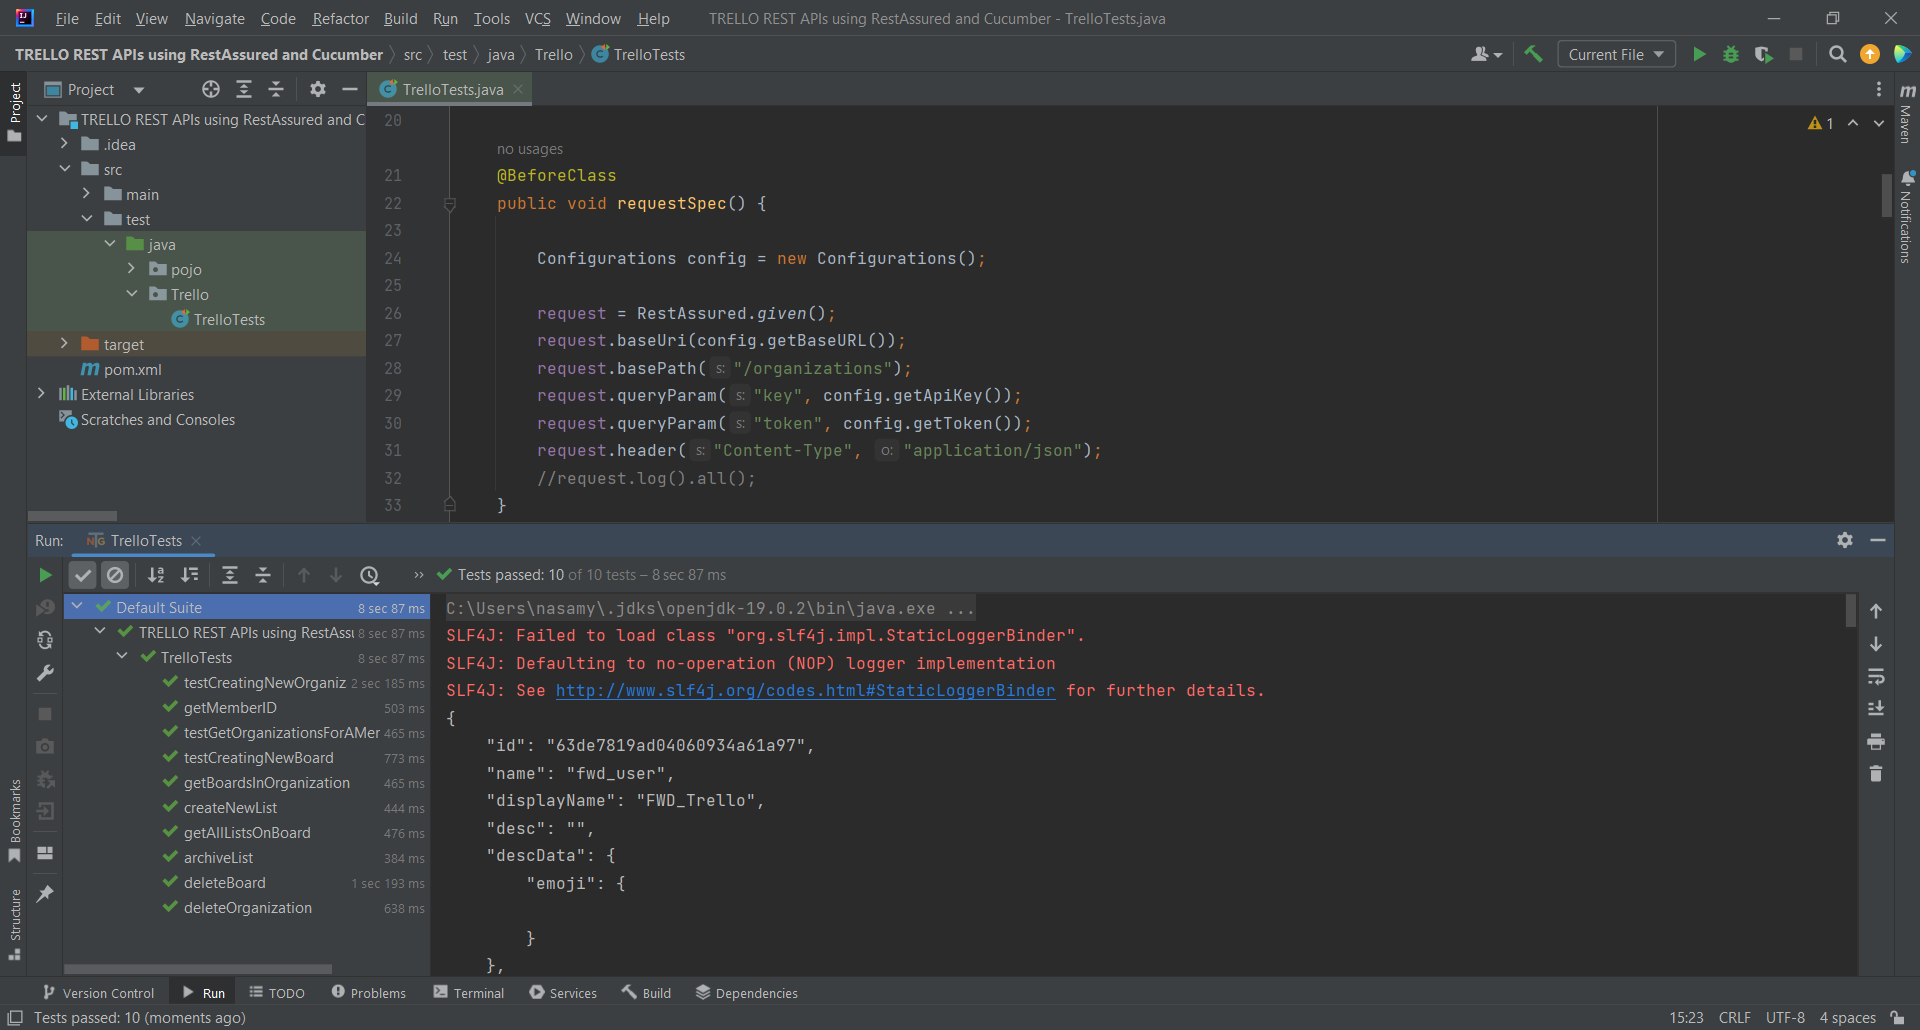 File Edit View Navigate Code Refactor Build Run Tools VCS Window Help TRELLO REST APIs using RestAssured and Cucumber - TrelloTests.java
TRELLO REST APIs using RestAssured and Cucumber src test java Trello TrelloTests Current File
Project
Project
TRELLO REST APIs using RestAssured and C
.idea
src
main
test
java
pojo
Trello
TrelloTests
target
pom.xml
External Libraries
Scratches and Consoles
TrelloTests.java
1
20
no usages
21 @BeforeClass
22 public void requestSpec() {
23
24 Configurations config = new Configurations();
25
26 request = RestAssured.given();
27 request.baseUri(config.getBaseURL());
28 request.basePath( s: "/organizations");
29 request.queryParam( s: "key", config.getApiKey());
30 request.queryParam( s: "token", config.getToken());
31 request.header( s: "Content-Type", o: "application/json");
32 //request.log().all();
33 }
Maven
Notifications
Run: TrelloTests
Tests passed: 10 of 10 tests – 8 sec 87 ms
Default Suite 8 sec 87 ms
TRELLO REST APIs using RestAssu 8 sec 87 ms
TrelloTests 8 sec 87 ms
testCreatingNewOrganiz 2 sec 185 ms
getMemberID 503 ms
testGetOrganizationsForAMer 465 ms
testCreatingNewBoard 773 ms
getBoardsInOrganization 465 ms
createNewList 444 ms
getAllListsOnBoard 476 ms
archiveList 384 ms
deleteBoard 1 sec 193 ms
deleteOrganization 638 ms
C:\Users\nasamy\.jdks\openjdk-19.0.2\bin\java.exe ...
SLF4J: Failed to load class "org.slf4j.impl.StaticLoggerBinder".
SLF4J: Defaulting to no-operation (NOP) logger implementation
SLF4J: See http://www.slf4j.org/codes.html#StaticLoggerBinder for further details.
{
"id": "63de7819ad04060934a61a97",
"name": "fwd_user",
"displayName": "FWD_Trello",
"desc": "",
"descData": {
"emoji": {
}
},
Bookmarks
Structure
Version Control Run TODO Problems Terminal Services Build Dependencies
Tests passed: 10 (moments ago) 15:23 CRLF UTF-8 4 spaces